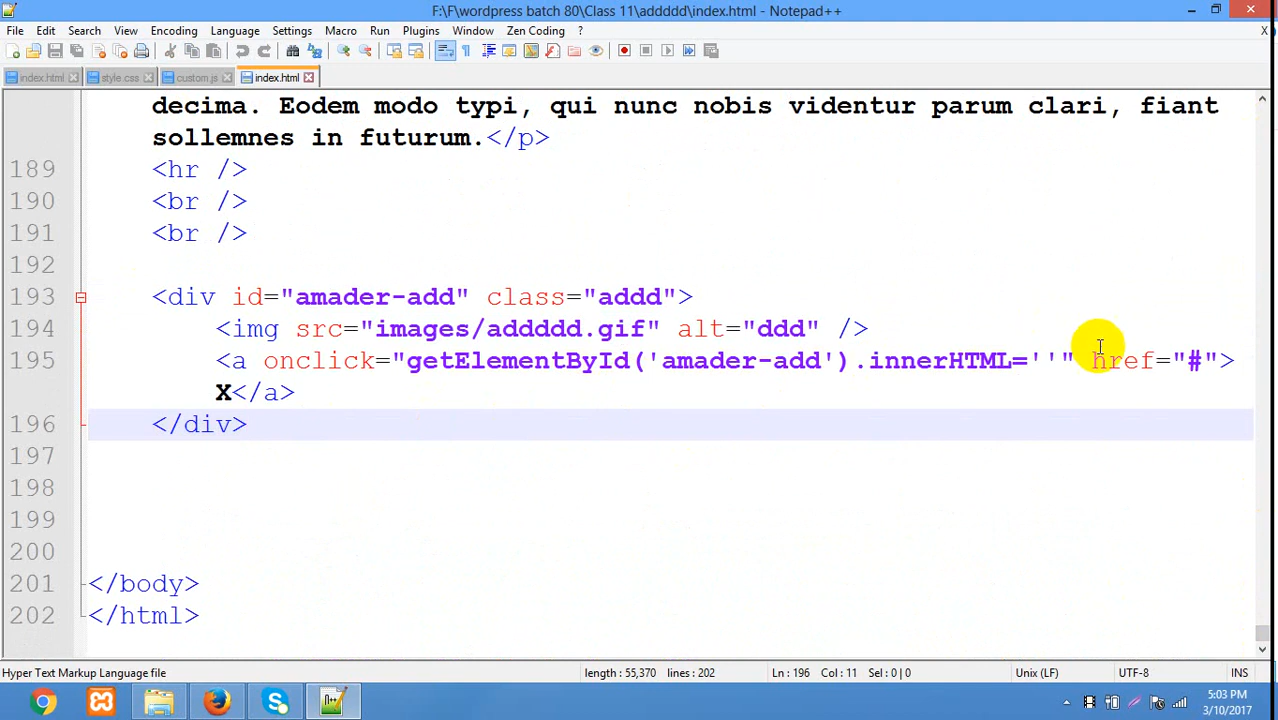 F:\F\wordpress batch 80\Class 11\addddd\index.html - Notepad++
File Edit Search View Encoding Language Settings Macro Run Plugins Window Zen Coding ? X
index.html style.css custom.js index.html
decima. Eodem modo typi, qui nunc nobis videntur parum clari, fiant
sollemnes in futurum.</p>
189 <hr />
190 <br />
191 <br />
192
193 <div id="amader-add" class="addd">
194 <img src="images/addddd.gif" alt="ddd" />
195 <a onclick="getElementById('amader-add').innerHTML=''" href="#">
X</a>
196 </div>
197
198
199
200
201 </body>
202 </html>
Hyper Text Markup Language file length : 55,370 lines : 202 Ln : 196 Col : 11 Sel : 0 | 0 Unix (LF) UTF-8 INS
5:03 PM
3/10/2017